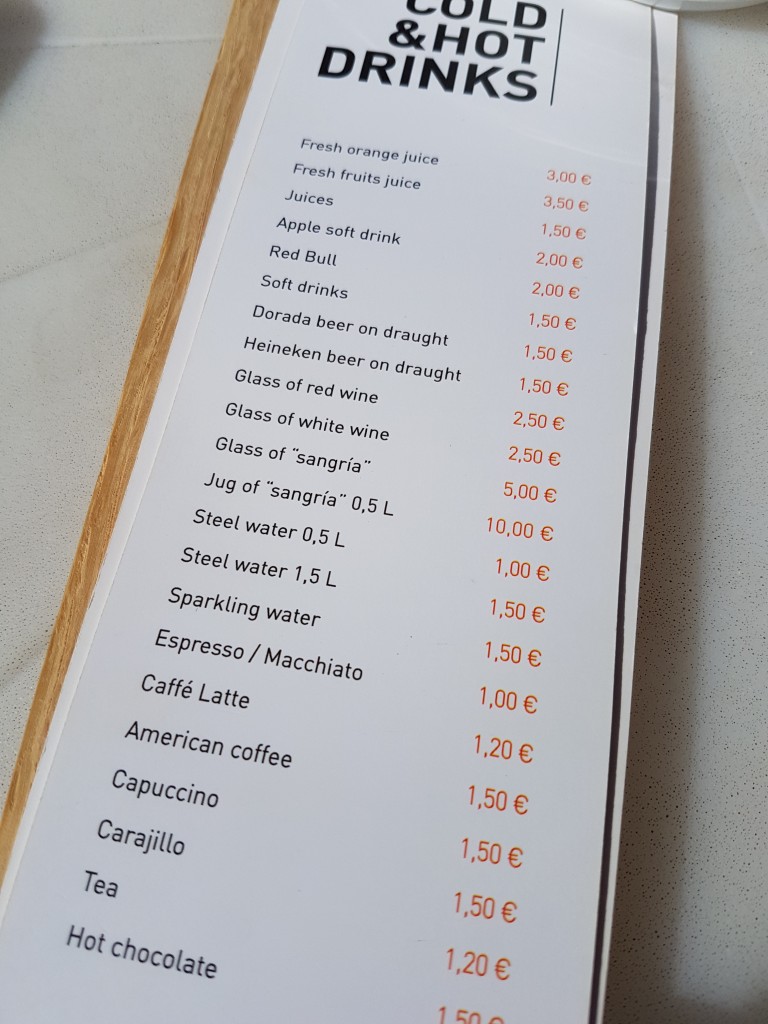 COLD
&HOT
DRINKS
Fresh orange juice 3,00 €
Fresh fruits juice 3,50 €
Juices 1,50 €
Apple soft drink 2,00 €
Red Bull 2,00 €
Soft drinks 1,50 €
Dorada beer on draught 1,50 €
Heineken beer on draught 1,50 €
Glass of red wine 2,50 €
Glass of white wine 2,50 €
Glass of “sangría” 5,00 €
Jug of “sangría” 0,5 L 10,00 €
Steel water 0,5 L 1,00 €
Steel water 1,5 L 1,50 €
Sparkling water 1,50 €
Espresso / Macchiato 1,00 €
Caffé Latte 1,20 €
American coffee 1,50 €
Capuccino 1,50 €
Carajillo 1,50 €
Tea 1,20 €
Hot chocolate 1,50 €